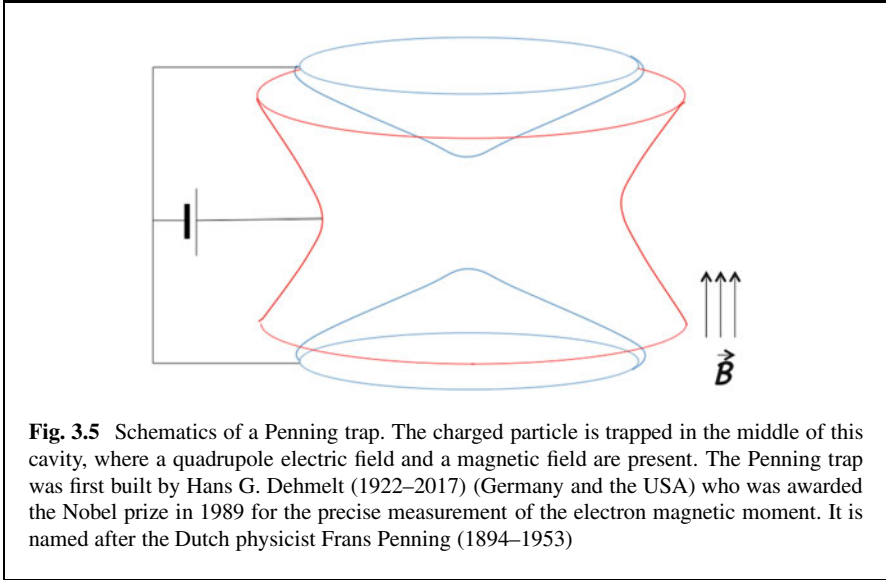 B
Fig. 3.5 Schematics of a Penning trap. The charged particle is trapped in the middle of this
cavity, where a quadrupole electric field and a magnetic field are present. The Penning trap
was first built by Hans G. Dehmelt (1922–2017) (Germany and the USA) who was awarded
the Nobel prize in 1989 for the precise measurement of the electron magnetic moment. It is
named after the Dutch physicist Frans Penning (1894–1953)